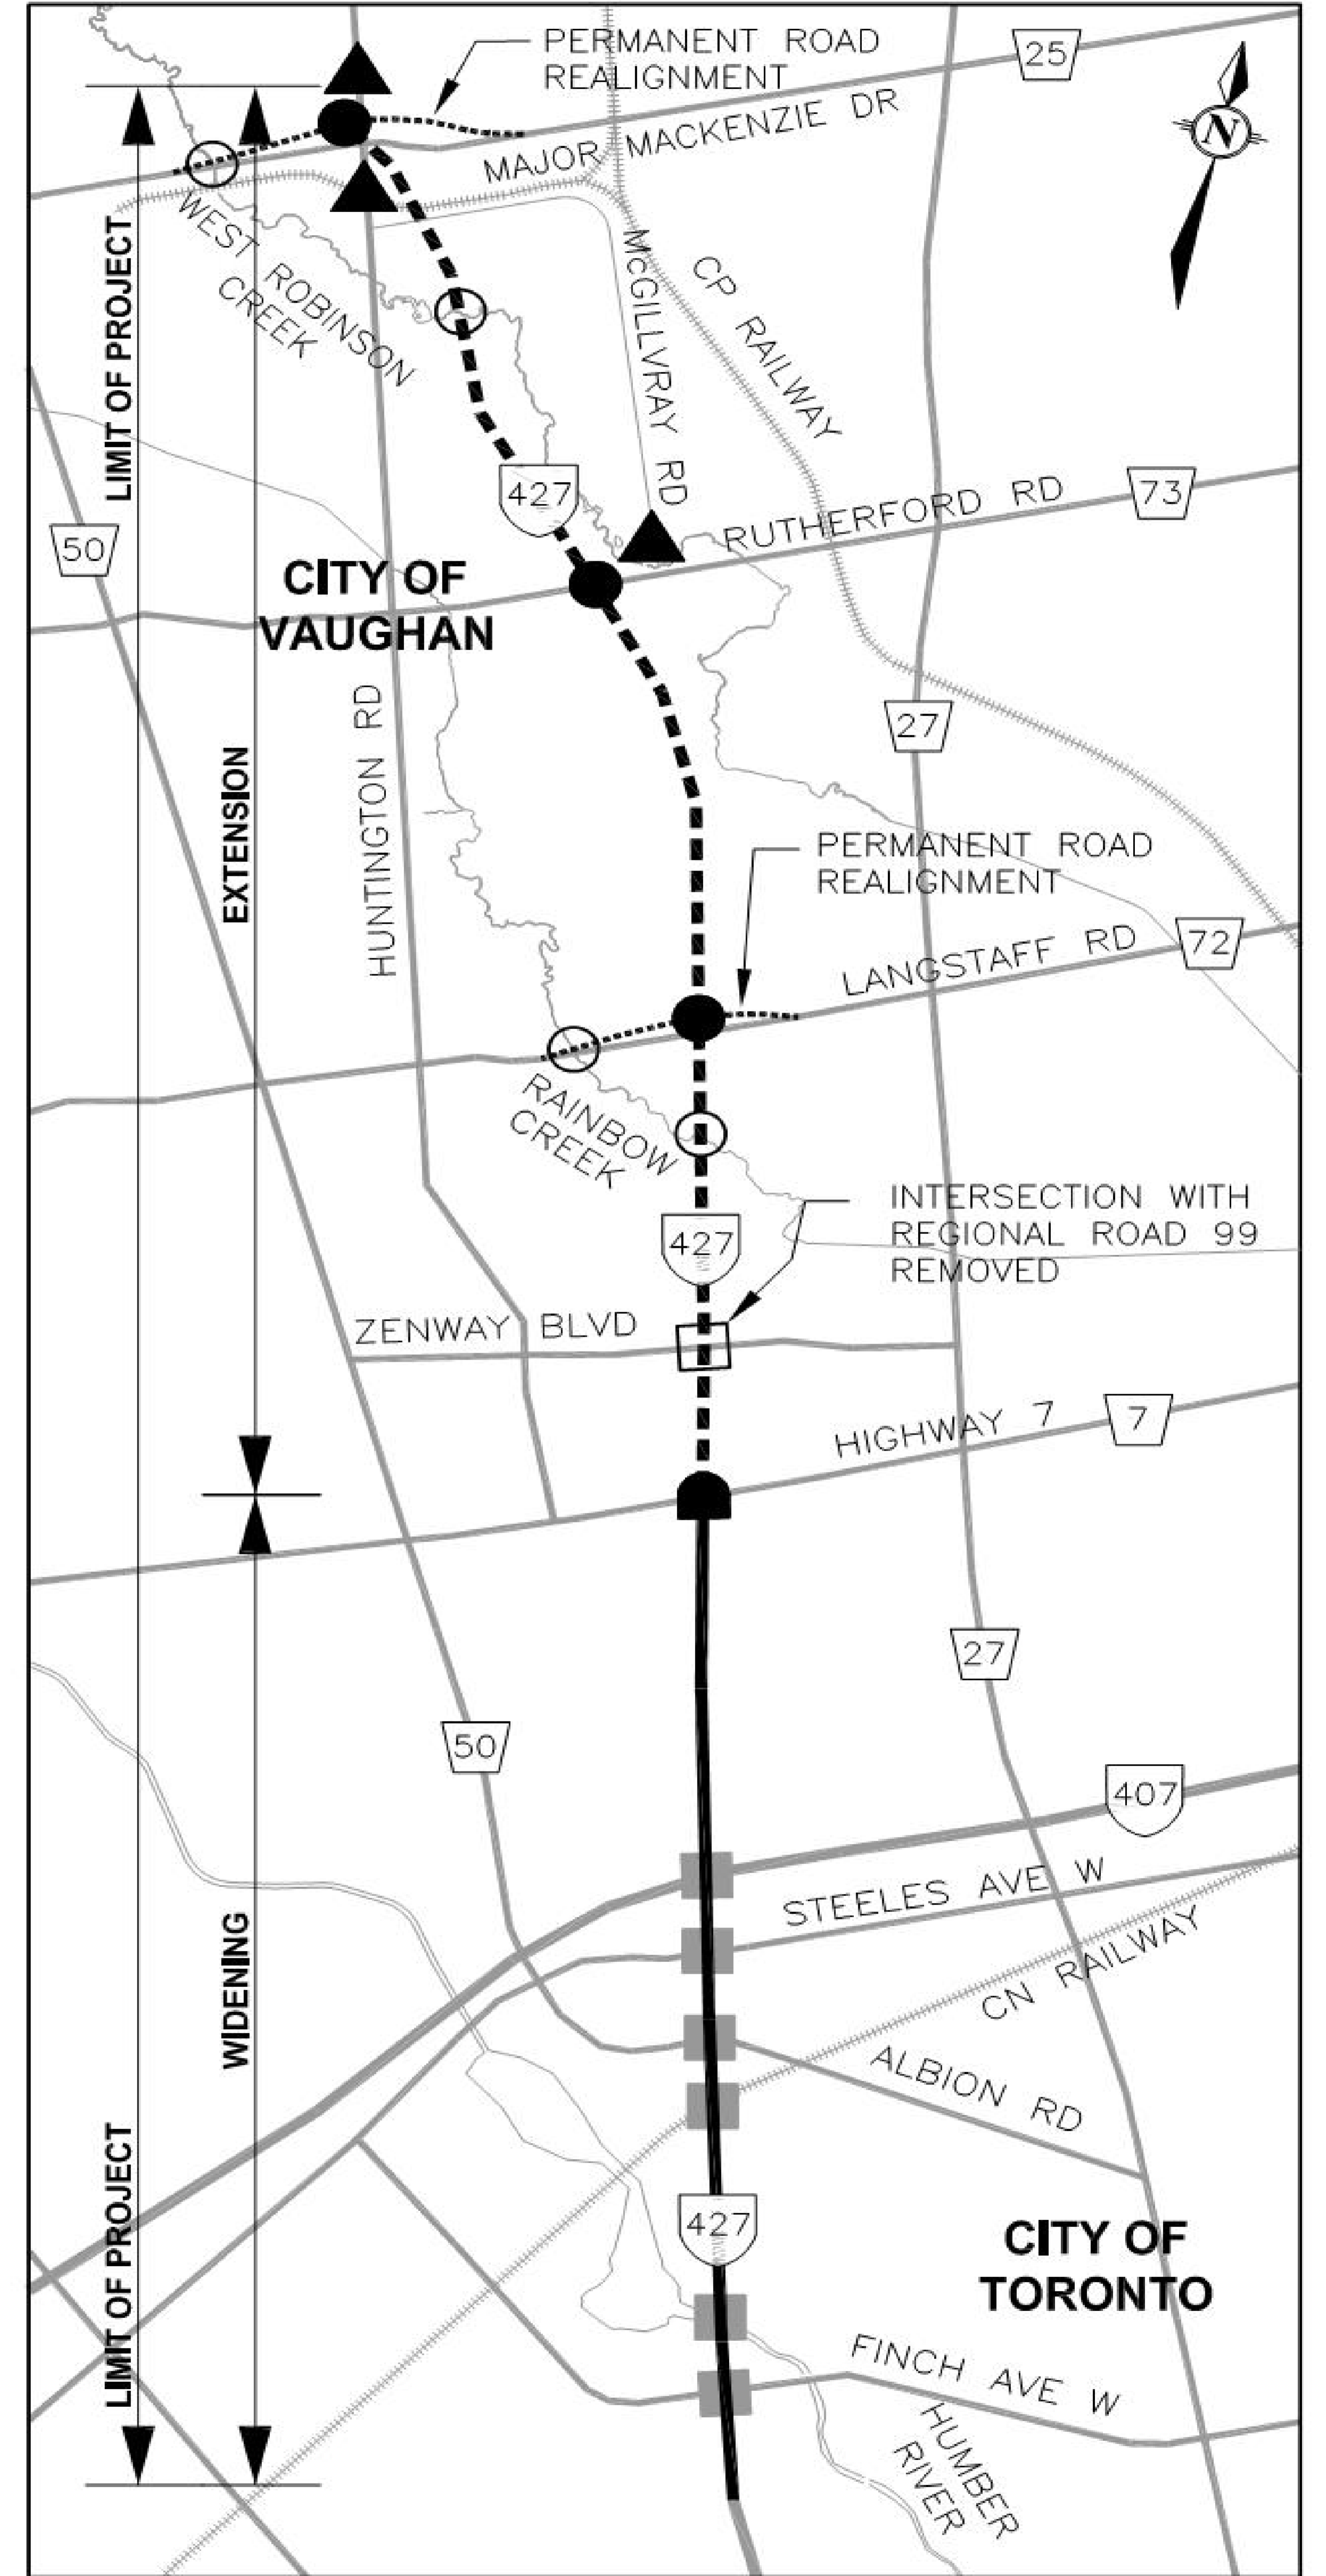 PERMANENT ROAD
REALIGNMENT
25
MAJOR MACKENZIE DR
N
WEST ROBINSON
CREEK
LIMIT OF PROJECT
McGILLVRAY RD
CP RAILWAY
427
RUTHERFORD RD
73
50
CITY OF
VAUGHAN
27
HUNTINGTON RD
EXTENSION
PERMANENT ROAD
REALIGNMENT
LANGSTAFF RD
72
RAINBOW
CREEK
427
INTERSECTION WITH
REGIONAL ROAD 99
REMOVED
ZENWAY BLVD
HIGHWAY 7
7
27
50
407
STEELES AVE W
CN RAILWAY
WIDENING
ALBION RD
LIMIT OF PROJECT
427
CITY OF
TORONTO
FINCH AVE W
HUMBER
RIVER